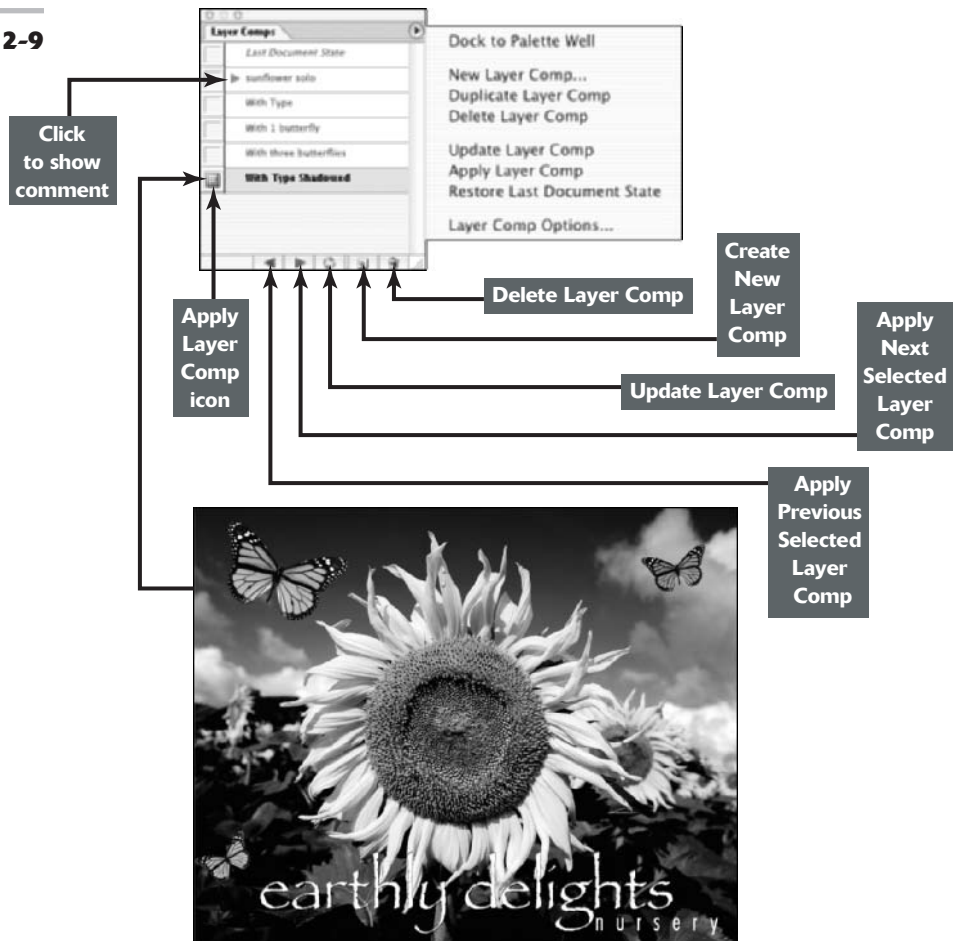 2-9
Layer Comps
Last Document State
sunflower solo
With Type
With 1 butterfly
With three butterflies
With Type Shadowed
Dock to Palette Well
New Layer Comp...
Duplicate Layer Comp
Delete Layer Comp
Update Layer Comp
Apply Layer Comp
Restore Last Document State
Layer Comp Options...
Click
to show
comment
Apply
Layer
Comp
icon
Delete Layer Comp
Create
New
Layer
Comp
Update Layer Comp
Apply
Next
Selected
Layer
Comp
Apply
Previous
Selected
Layer
Comp
earthly delights
nursery